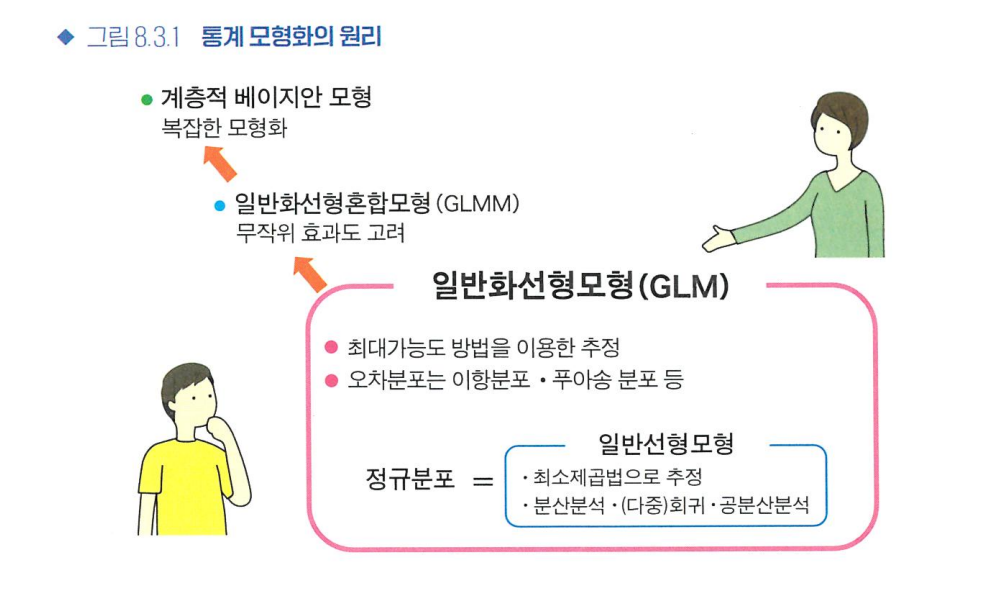 ◆ 그림 8.3.1 통계 모형화의 원리
● 계층적 베이지안 모형
복잡한 모형화
● 일반화선형혼합모형(GLMM)
무작위 효과도 고려
일반화선형모형(GLM)
● 최대가능도 방법을 이용한 추정
● 오차분포는 이항분포 · 푸아송 분포 등
일반선형모형
정규분포 =
· 최소제곱법으로 추정
· 분산분석 · (다중)회귀 · 공분산분석